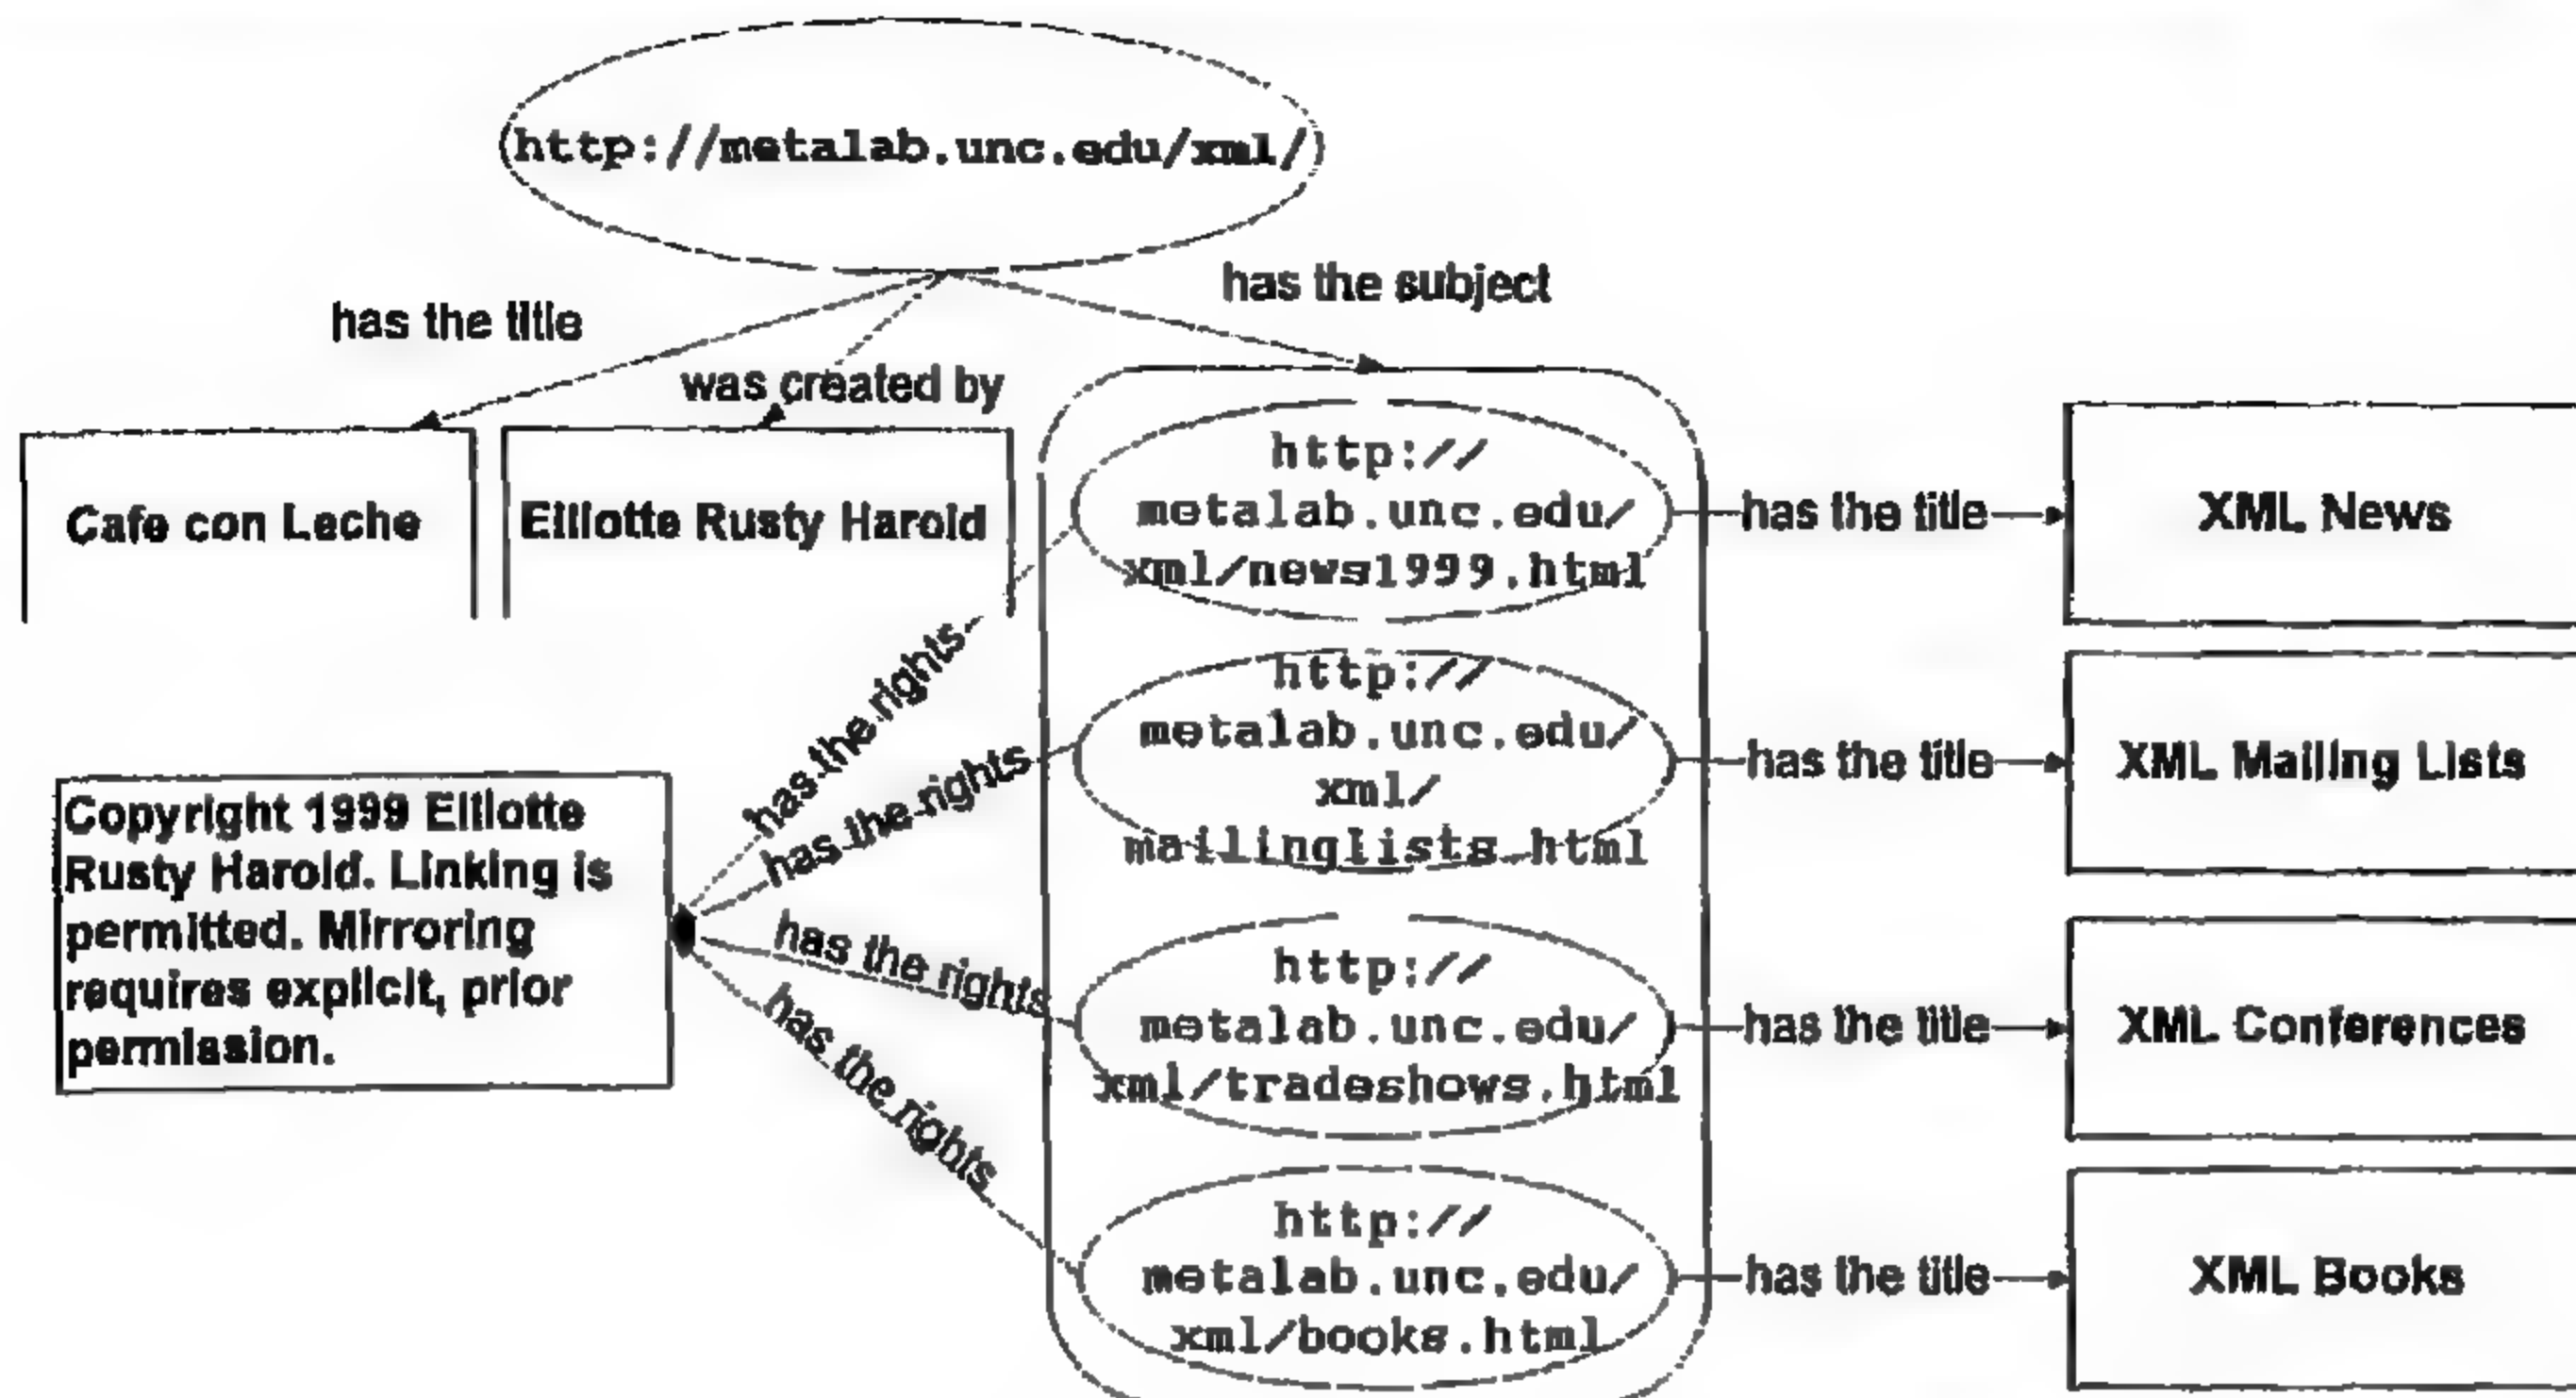 http://metalab.unc.edu/xml/
has the title
has the subject
was created by
Cafe con Leche
Elliotte Rusty Harold
http://
metalab.unc.edu/
xml/news1999.html
has the title
XML News
has the rights
http://
metalab.unc.edu/
xml/
mailinglists.html
has the title
XML Mailing Lists
has the rights
Copyright 1999 Elliotte
Rusty Harold. Linking is
permitted. Mirroring
requires explicit, prior
permission.
has the rights
http://
metalab.unc.edu/
xml/tradeshows.html
has the title
XML Conferences
has the rights
http://
metalab.unc.edu/
xml/books.html
has the title
XML Books